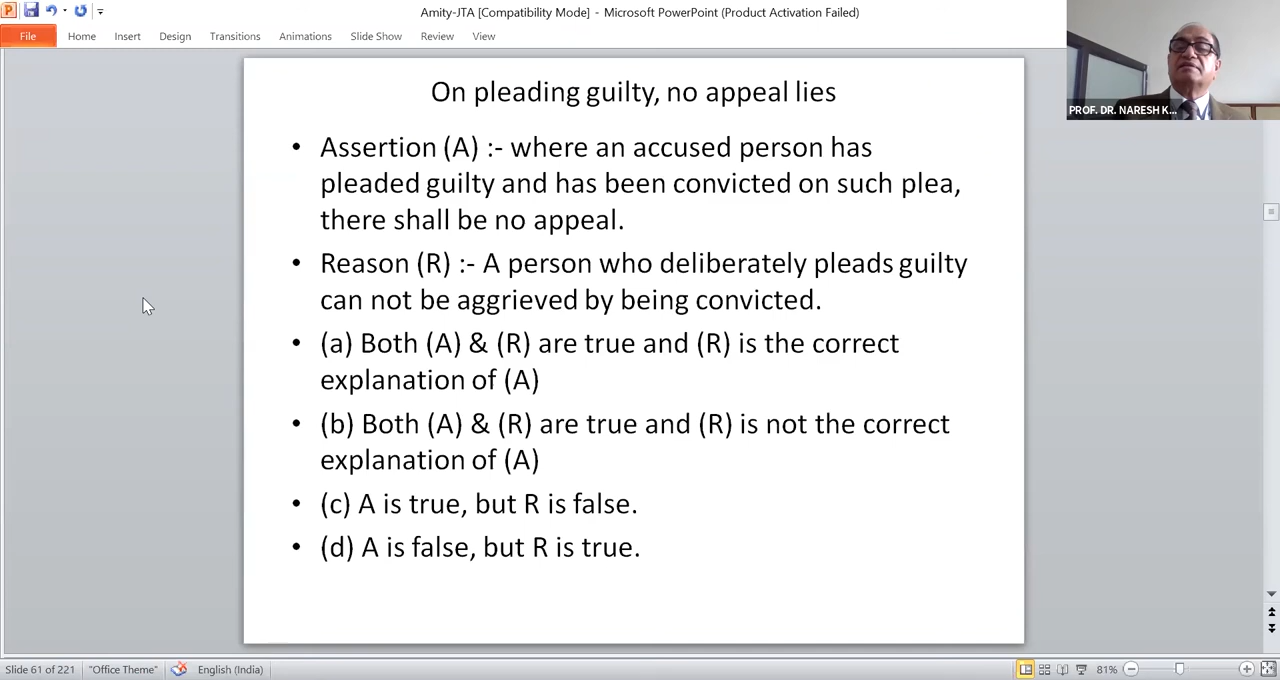 Amity-JTA [Compatibility Mode] - Microsoft PowerPoint (Product Activation Failed)
File Home Insert Design Transitions Animations Slide Show Review View
PROF. DR. NARESH K...
On pleading guilty, no appeal lies
• Assertion (A) :- where an accused person has
pleaded guilty and has been convicted on such plea,
there shall be no appeal.
• Reason (R) :- A person who deliberately pleads guilty
can not be aggrieved by being convicted.
• (a) Both (A) & (R) are true and (R) is the correct
explanation of (A)
• (b) Both (A) & (R) are true and (R) is not the correct
explanation of (A)
• (c) A is true, but R is false.
• (d) A is false, but R is true.
Slide 61 of 221 "Office Theme" English (India) 81%